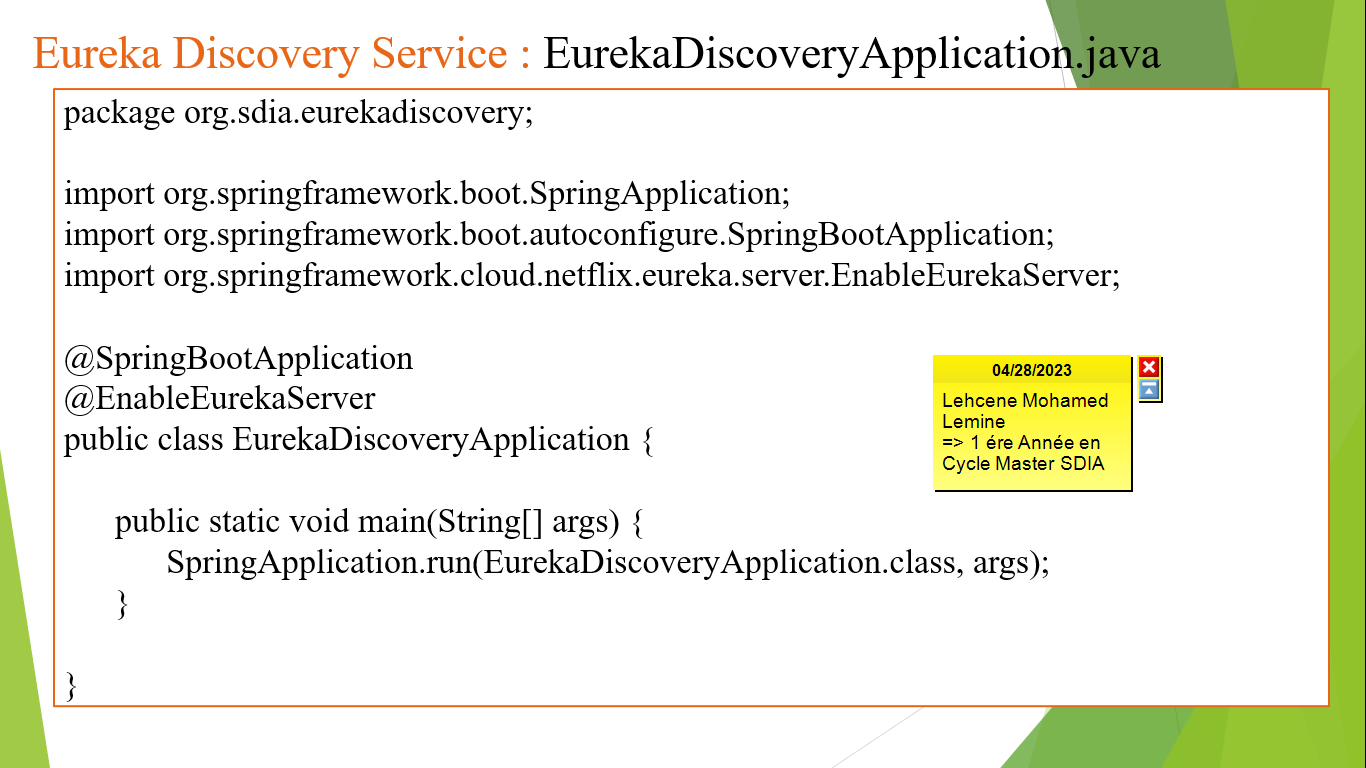 Eureka Discovery Service : EurekaDiscoveryApplication.java
package org.sdia.eurekadiscovery;
import org.springframework.boot.SpringApplication;
import org.springframework.boot.autoconfigure.SpringBootApplication;
import org.springframework.cloud.netflix.eureka.server.EnableEurekaServer;
@SpringBootApplication
@EnableEurekaServer
public class EurekaDiscoveryApplication {
public static void main(String[] args) {
SpringApplication.run(EurekaDiscoveryApplication.class, args);
}
}
04/28/2023
Lehcene Mohamed
Lemine
=> 1 ére Année en
Cycle Master SDIA